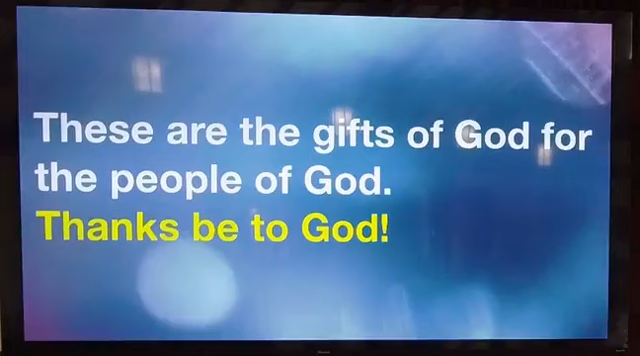 These are the gifts of God for
the people of God.
Thanks be to God!